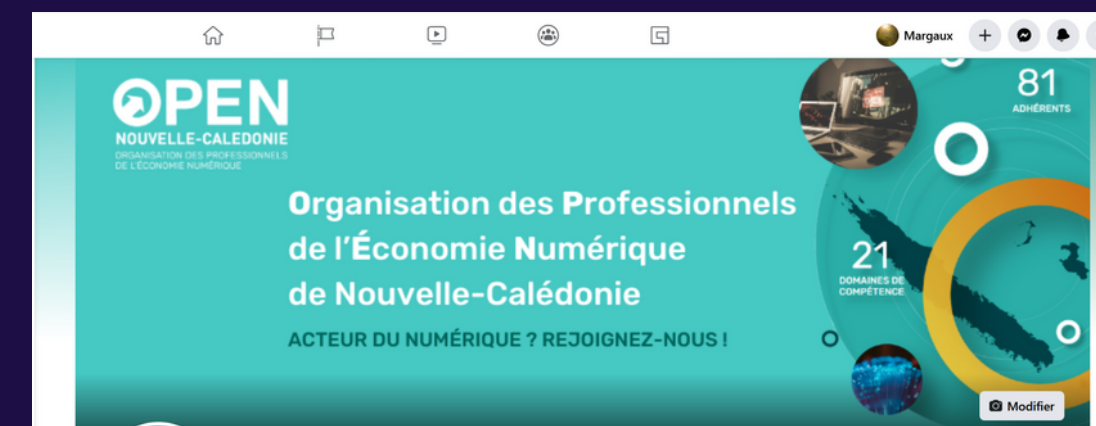 Margaux
OPEN
NOUVELLE-CALEDONIE
ORGANISATION DES PROFESSIONNELS
DE L'ÉCONOMIE NUMÉRIQUE
Organisation des Professionnels
de l'Économie Numérique
de Nouvelle-Calédonie
ACTEUR DU NUMÉRIQUE ? REJOIGNEZ-NOUS !
81
ADHÉRENTS
21
DOMAINES DE
COMPÉTENCE
Modifier